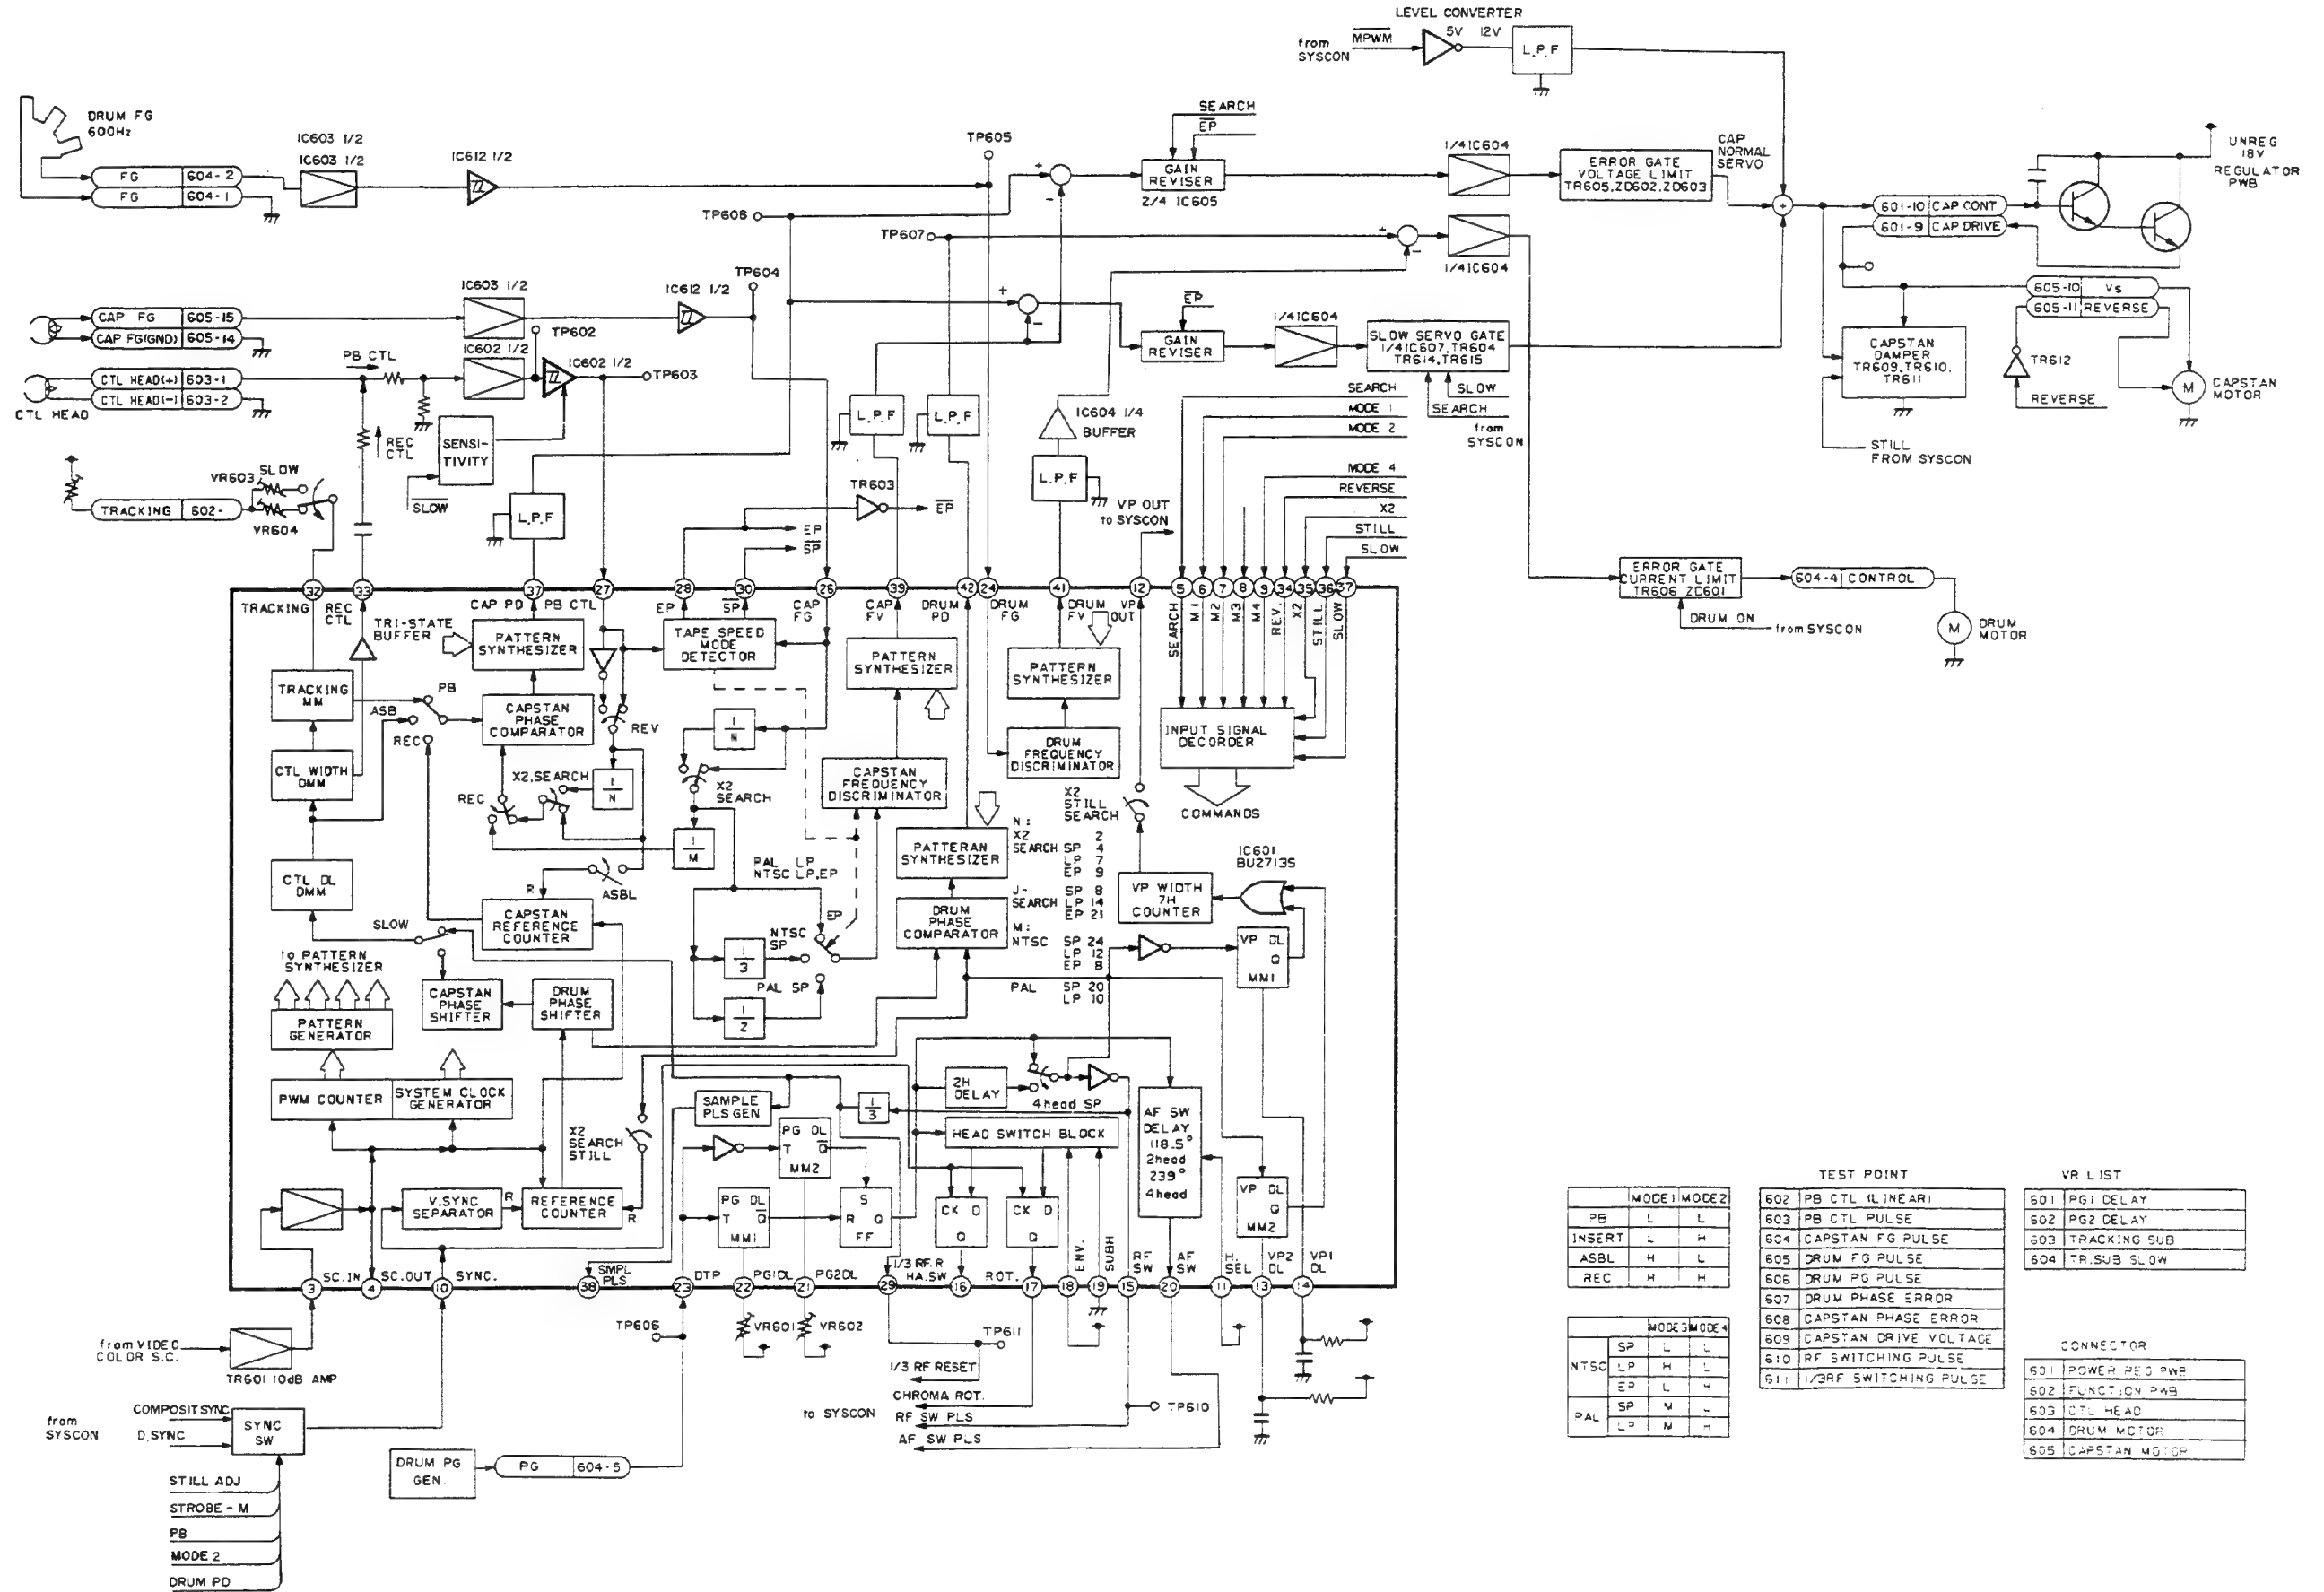 LEVEL CONVERTER
from
SYSCON
MPWM
5V 12V
L.P.F
DRUM FG
600Hz
IC603 1/2
IC603 1/2
IC612 1/2
FG 604-2
FG 604-1
TP605
SEARCH
EP
GAIN
REVISER
2/4 IC605
1/4IC604
ERROR GATE
VOLTAGE LIMIT
TR605,ZD602,ZD603
CAP
NORMAL
SERVO
UNREG
18V
REGULATOR
PWB
TP608
TP607
1/4IC604
601-10 CAP CONT
601-9 CAP DRIVE
TP604
IC603 1/2
IC612 1/2
CAP FG 605-15
CAP FG(GND) 605-14
TP602
PB CTL
IC602 1/2
IC602 1/2
TP603
CTL HEAD(+) 603-1
CTL HEAD(-) 603-2
CTL HEAD
REC
CTL
SENSI-
TIVITY
SLOW
EP
GAIN
REVISER
1/4IC604
SLOW SERVO GATE
1/4IC607,TR604
TR614,TR615
SLOW
SEARCH
from
SYSCON
605-10 Vs
605-11 REVERSE
CAPSTAN
DAMPER
TR609,TR610,
TR611
TR612
REVERSE
M
CAPSTAN
MOTOR
STILL
FROM SYSCON
L.P.F
L.P.F
IC604 1/4
BUFFER
L.P.F
SEARCH
MODE 1
MODE 2
MODE 4
REVERSE
X2
STILL
SLOW
VR603
SLOW
TRACKING 602-
VR604
L.P.F
TR603
EP
EP
SP
VP OUT
to SYSCON
ERROR GATE
CURRENT LIMIT
TR606 ZD601
604-4 CONTROL
DRUM ON
from SYSCON
M
DRUM
MOTOR
32 33 37 27 28 30 26 39 42 24 41 12 5 6 7 8 9 34 35 36 37
TRACKING
REC
CTL
CAP PD
PB CTL
EP
SP
CAP
FG
CAP
FV
DRUM
PD
DRUM
FG
DRUM
FV
VP
OUT
SEARCH
M1
M2
M3
M4
REV.
X2
STILL
SLOW
TRI-STATE
BUFFER
PATTERN
SYNTHESIZER
TAPE SPEED
MODE
DETECTOR
PATTERN
SYNTHESIZER
PATTERN
SYNTHESIZER
TRACKING
MM
PB
ASB
REC
CAPSTAN
PHASE
COMPARATOR
REV
1
N
INPUT SIGNAL
DECORDER
COMMANDS
CTL WIDTH
DMM
X2,SEARCH
REC
1
N
X2
SEARCH
CAPSTAN
FREQUENCY
DISCRIMINATOR
DRUM
FREQUENCY
DISCRIMINATOR
X2
STILL
SEARCH
1
M
PATTERAN
SYNTHESIZER
N :
X2 2
SEARCH SP 4
LP 7
EP 9
J- SP 8
SEARCH LP 14
EP 21
M :
NTSC SP 24
LP 12
EP 8
PAL SP 20
LP 10
IC601
BU2713S
CTL DL
DMM
ASBL
R
PAL LP
NTSC LP,EP
EP
NTSC
SP
1
3
PAL SP
1
2
DRUM
PHASE
COMPARATOR
VP WIDTH
7H
COUNTER
VP DL
Q
MM1
SLOW
CAPSTAN
REFERENCE
COUNTER
to PATTERN
SYNTHESIZER
CAPSTAN
PHASE
SHIFTER
DRUM
PHASE
SHIFTER
PATTERN
GENERATOR
PWM COUNTER
SYSTEM CLOCK
GENERATOR
X2
SEARCH
STILL
SAMPLE
PLS GEN
1
3
2H
DELAY
4head SP
HEAD SWITCH BLOCK
AF SW
DELAY
118.5°
2head
239°
4head
PG DL
T Q
MM2
PG DL
T Q
MM1
S
R Q
FF
CK D
Q
CK D
Q
VP DL
Q
MM2
V.SYNC
SEPARATOR
R
REFERENCE
COUNTER
R
SC.IN
SC.OUT
SYNC.
SMPL
PLS
DTP
PG1DL
PG2DL
1/3 RF.R
HA.SW
ROT.
ENV.
SUBH
RF
SW
AF
SW
H.
SEL
VP2
DL
VP1
DL
3 4 10 38 23 22 21 29 16 17 18 19 15 20 11 13 14
TP606
VR601
VR602
TP611
from VIDEO
COLOR S.C.
TR601 10dB AMP
1/3 RF RESET
CHROMA ROT.
to SYSCON
RF SW PLS
AF SW PLS
TP610
from
SYSCON
COMPOSITSYNC
D.SYNC
SYNC
SW
DRUM PG
GEN.
PG 604-5
STILL ADJ
STROBE-M
PB
MODE 2
DRUM PD
MODE1 MODE2
PB L L
INSERT L H
ASBL H L
REC H H
MODE3 MODE4
NTSC SP L L
LP H L
EP L H
PAL SP M L
LP M H
TEST POINT
602 PB CTL (LINEAR)
603 PB CTL PULSE
604 CAPSTAN FG PULSE
605 DRUM FG PULSE
606 DRUM PG PULSE
607 DRUM PHASE ERROR
608 CAPSTAN PHASE ERROR
609 CAPSTAN DRIVE VOLTAGE
610 RF SWITCHING PULSE
611 1/3RF SWITCHING PULSE
VR LIST
601 PG1 DELAY
602 PG2 DELAY
603 TRACKING SUB
604 TR.SUB SLOW
CONNECTOR
601 POWER REG PWB
602 FUNCTION PWB
603 CTL HEAD
604 DRUM MOTOR
605 CAPSTAN MOTOR